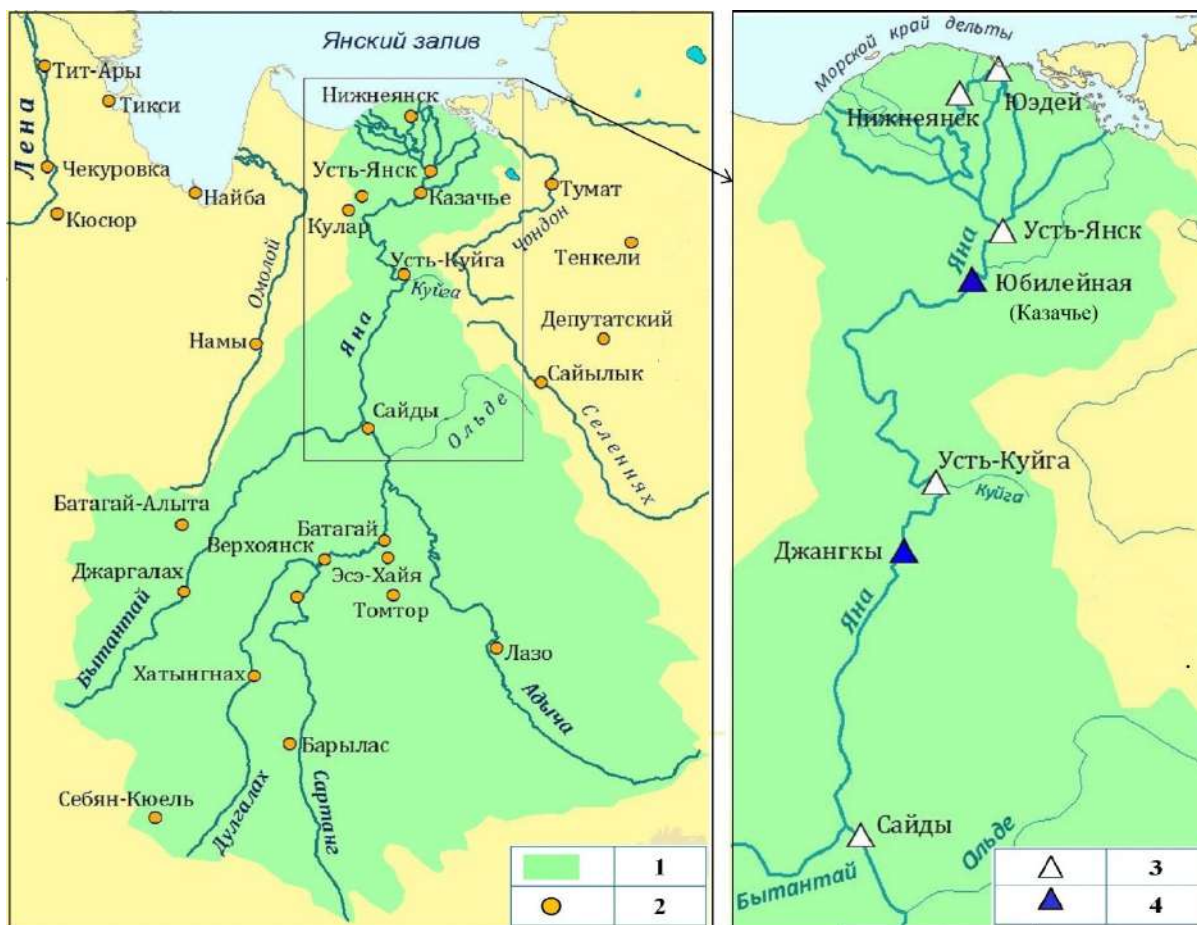 Янский залив
Тит-Ары
Тикси
Лена
Чекуровка
Кюсюр
Найба
Нижнеянск
Усть-Янск
Казачье
Кулар
Тумат
Чондон
Тенкели
Усть-Куйга
Куйга
Омолой
Намы
Яна
Депутатский
Сайылык
Селеннях
Сайды
Ольде
Батагай-Алыта
Батагай
Верхоянск
Эсэ-Хайя
Джаргалах
Томтор
Бытантай
Хатынгнах
Лазо
Адыча
Барылас
Себян-Кюель
Дулгалах
Сартанг
1
2
Морской край дельты
Юэдей
Нижнеянск
Усть-Янск
Яна
Юбилейная
(Казачье)
Усть-Куйга
Куйга
Джангкы
Яна
Сайды
Ольде
Бытантай
3
4